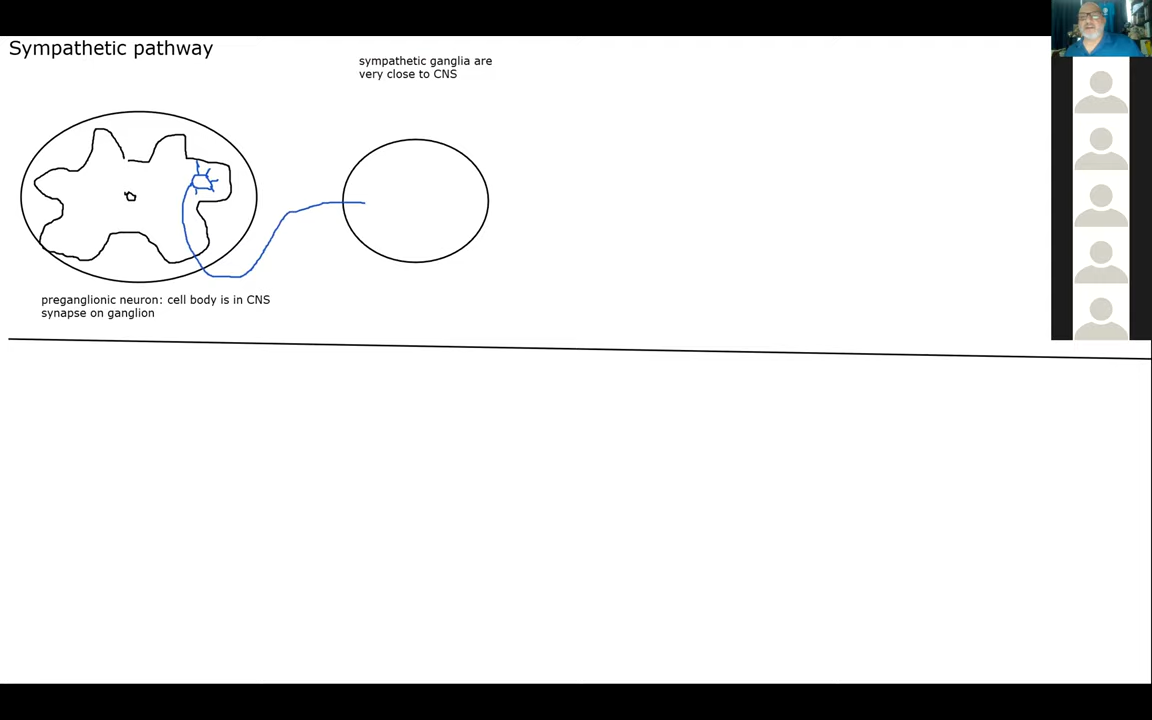 Sympathetic pathway
sympathetic ganglia are
very close to CNS
preganglionic neuron: cell body is in CNS
synapse on ganglion